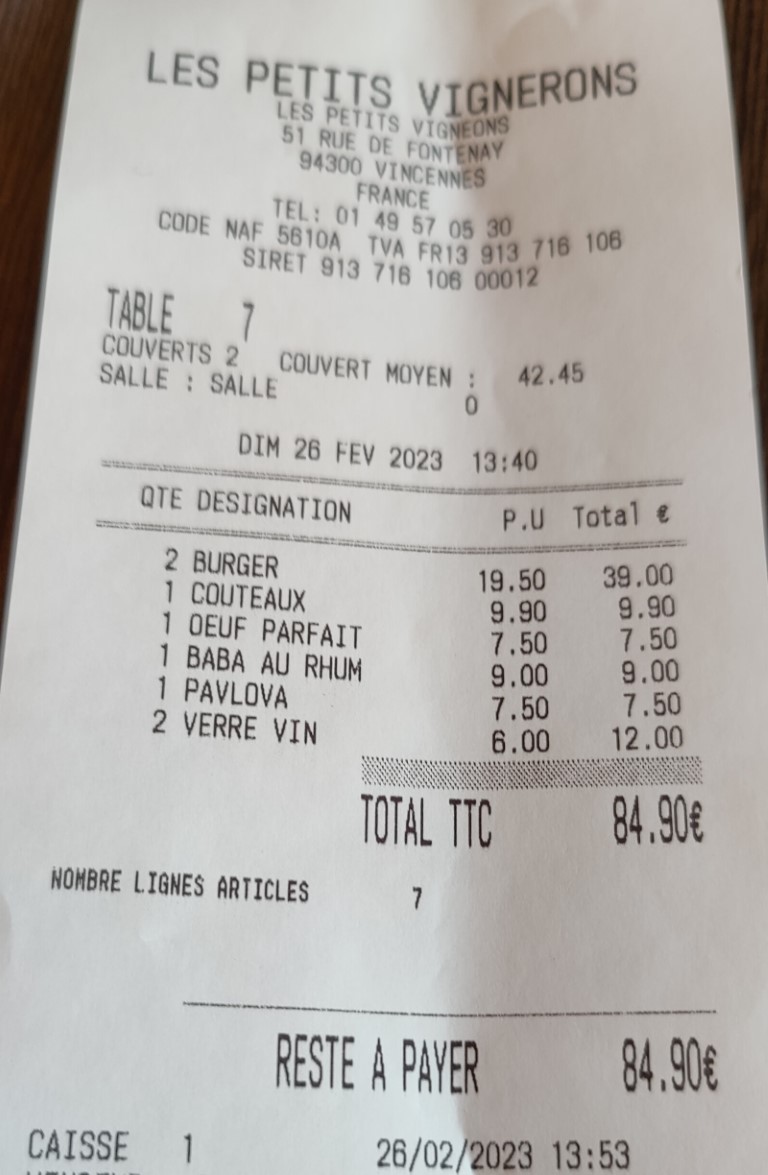 LES PETITS VIGNERONS
LES PETITS VIGNEONS
51 RUE DE FONTENAY
94300 VINCENNES
FRANCE
TEL: 01 49 57 05 30
CODE NAF 5610A TVA FR13 913 716 106
SIRET 913 716 106 00012
TABLE 7
COUVERTS 2 COUVERT MOYEN : 42.45
SALLE : SALLE 0
DIM 26 FEV 2023 13:40
QTE DESIGNATION P.U Total €
2 BURGER 19.50 39.00
1 COUTEAUX 9.90 9.90
1 OEUF PARFAIT 7.50 7.50
1 BABA AU RHUM 9.00 9.00
1 PAVLOVA 7.50 7.50
2 VERRE VIN 6.00 12.00
TOTAL TTC 84.90€
NOMBRE LIGNES ARTICLES 7
RESTE A PAYER 84.90€
CAISSE 1 26/02/2023 13:53